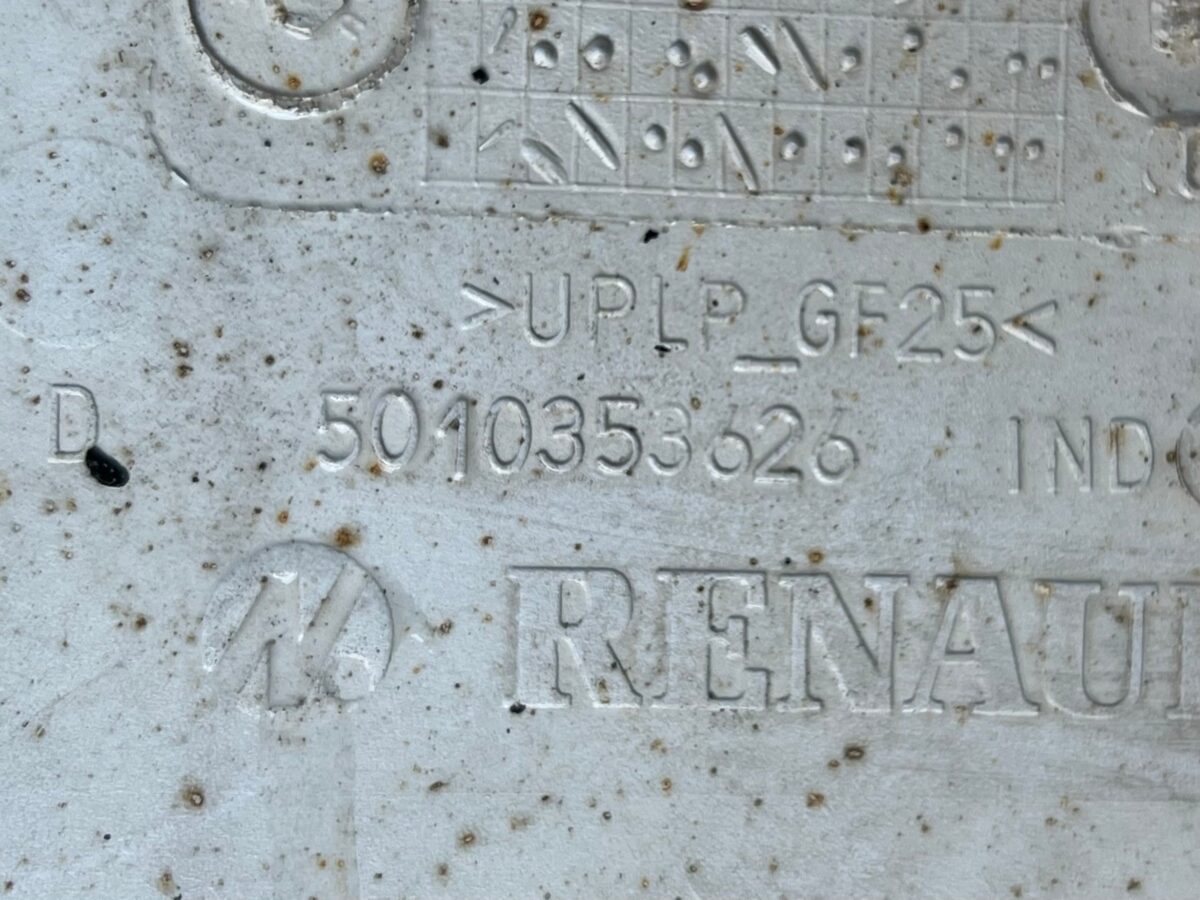 >UPLP_GF25<
D 5010353626 IND
RENAU